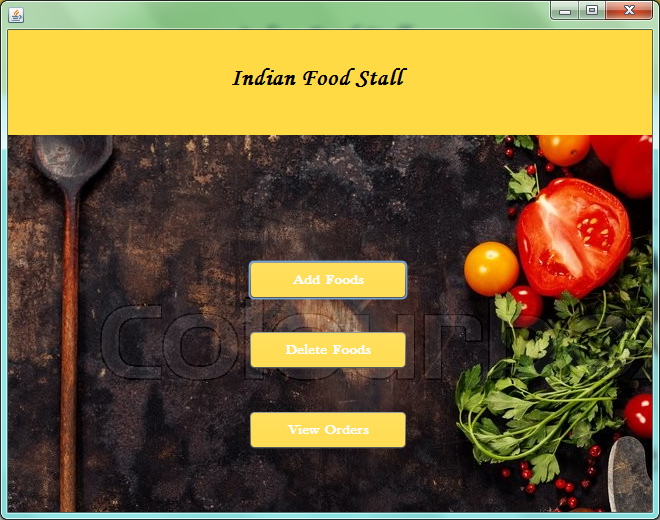 Indian Food Stall
Add Foods
Delete Foods
View Orders